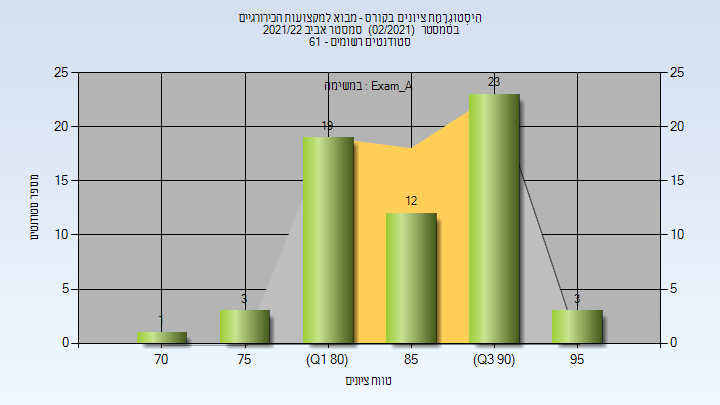 הִיסְטוֹגְרַמַת ציונים בקורס - מבוא למקצועות הכירורגיים
בסמסטר (02/2021) סמסטר אביב 2021/22
סטודנטים רשומים - 61
במשימה : Exam_A
מספר סטודנטים
25
20
15
10
5
0
25
20
15
10
5
0
1
3
19
12
23
3
70
75
(Q1 80)
85
(Q3 90)
95
טווח ציונים